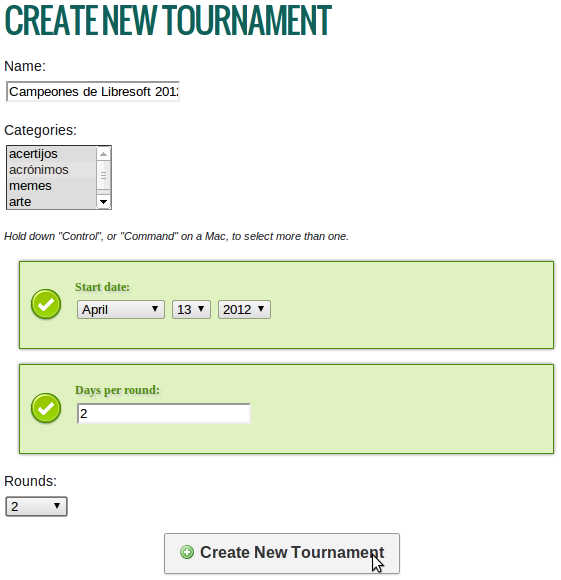 CREATE NEW TOURNAMENT
Name:
Campeones de Libresoft 2012
Categories:
acertijos
acrónimos
memes
arte
Hold down "Control", or "Command" on a Mac, to select more than one.
Start date:
April 13 2012
Days per round:
2
Rounds:
2
Create New Tournament